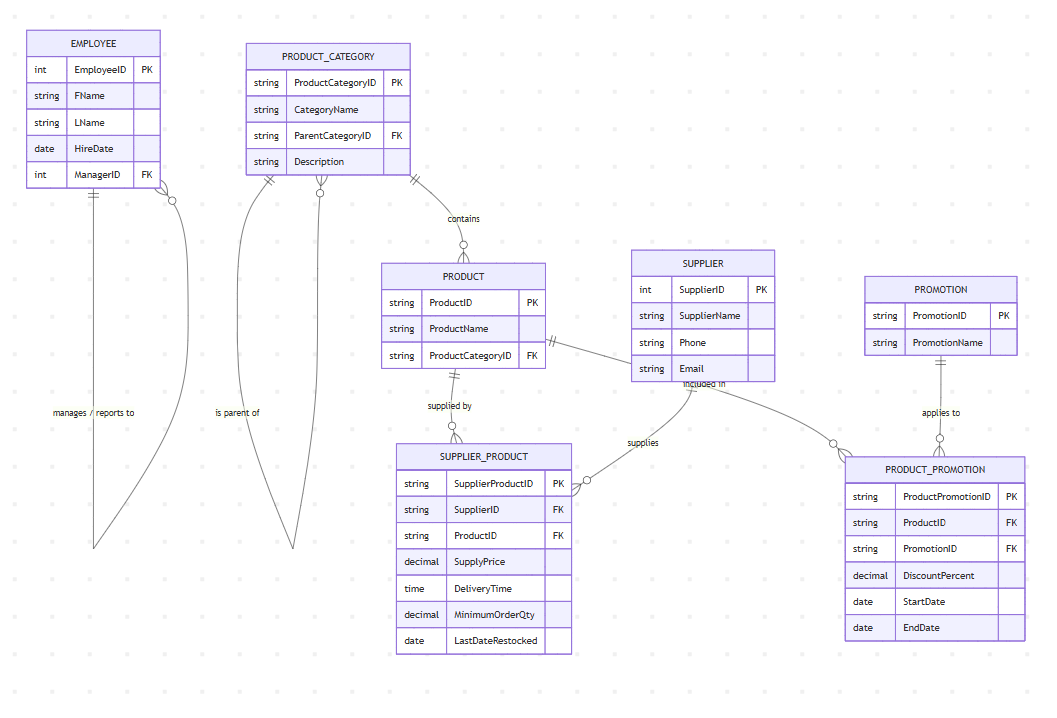 EMPLOYEE
int EmployeeID PK
string FName
string LName
date HireDate
int ManagerID FK
PRODUCT_CATEGORY
string ProductCategoryID PK
string CategoryName
string ParentCategoryID FK
string Description
contains
PRODUCT
string ProductID PK
string ProductName
string ProductCategoryID FK
SUPPLIER
int SupplierID PK
string SupplierName
string Phone
string Email
PROMOTION
string PromotionID PK
string PromotionName
included in
manages / reports to
is parent of
supplied by
supplies
applies to
SUPPLIER_PRODUCT
string SupplierProductID PK
string SupplierID FK
string ProductID FK
decimal SupplyPrice
time DeliveryTime
decimal MinimumOrderQty
date LastDateRestocked
PRODUCT_PROMOTION
string ProductPromotionID PK
string ProductID FK
string PromotionID FK
decimal DiscountPercent
date StartDate
date EndDate